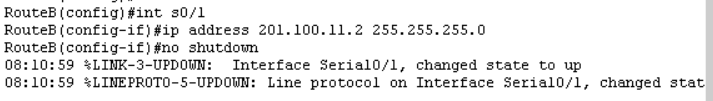 RouteB(config)#int s0/1
RouteB(config-if)#ip address 201.100.11.2 255.255.255.0
RouteB(config-if)#no shutdown
08:10:59 %LINK-3-UPDOWN:  Interface Serial0/1, changed state to up
08:10:59 %LINEPROTO-5-UPDOWN: Line protocol on Interface Serial0/1, changed stat